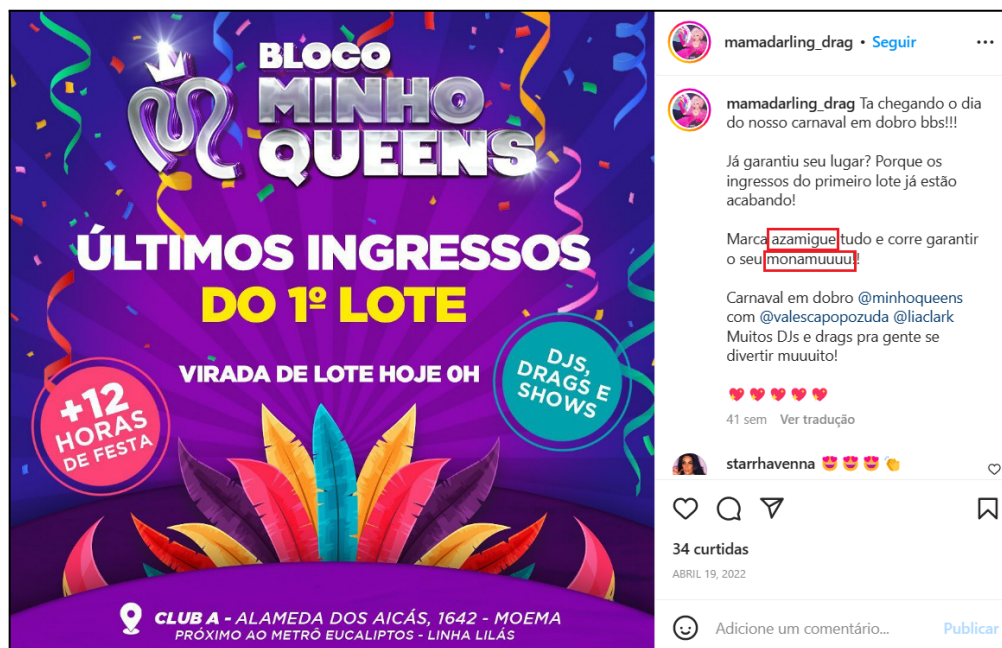 BLOCO
MINHO
QUEENS
ÚLTIMOS INGRESSOS
DO 1º LOTE
VIRADA DE LOTE HOJE 0H
+12
HORAS
DE FESTA
DJS,
DRAGS E
SHOWS
CLUB A - ALAMEDA DOS AICÁS, 1642 - MOEMA
PRÓXIMO AO METRÔ EUCALIPTOS - LINHA LILÁS
mamadarling_drag • Seguir
mamadarling_drag Ta chegando o dia
do nosso carnaval em dobro bbs!!!
Já garantiu seu lugar? Porque os
ingressos do primeiro lote já estão
acabando!
Marca azamigue tudo e corre garantir
o seu monamuuuu!!
Carnaval em dobro @minhoqueens
com @valescapopozuda @liaclark
Muitos DJs e drags pra gente se
divertir muuuito!
💖 💖 💖 💖 💖
41 sem Ver tradução
starrhavenna 😍 😍 😍 👏
34 curtidas
ABRIL 19, 2022
Adicione um comentário... Publicar